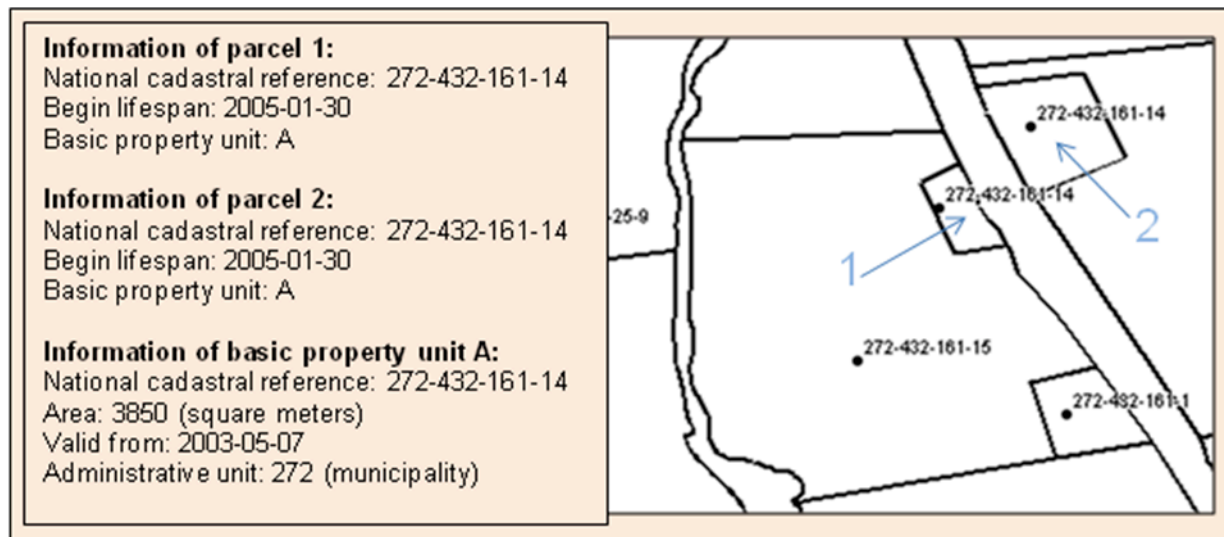 Information of parcel 1:
National cadastral reference: 272-432-161-14
Begin lifespan: 2005-01-30
Basic property unit: A
Information of parcel 2:
National cadastral reference: 272-432-161-14
Begin lifespan: 2005-01-30
Basic property unit: A
Information of basic property unit A:
National cadastral reference: 272-432-161-14
Area: 3850 (square meters)
Valid from: 2003-05-07
Administrative unit: 272 (municipality)
272-432-161-14
272-432-161-14
-25-9
2
1
272-432-161-15
272-432-161-1